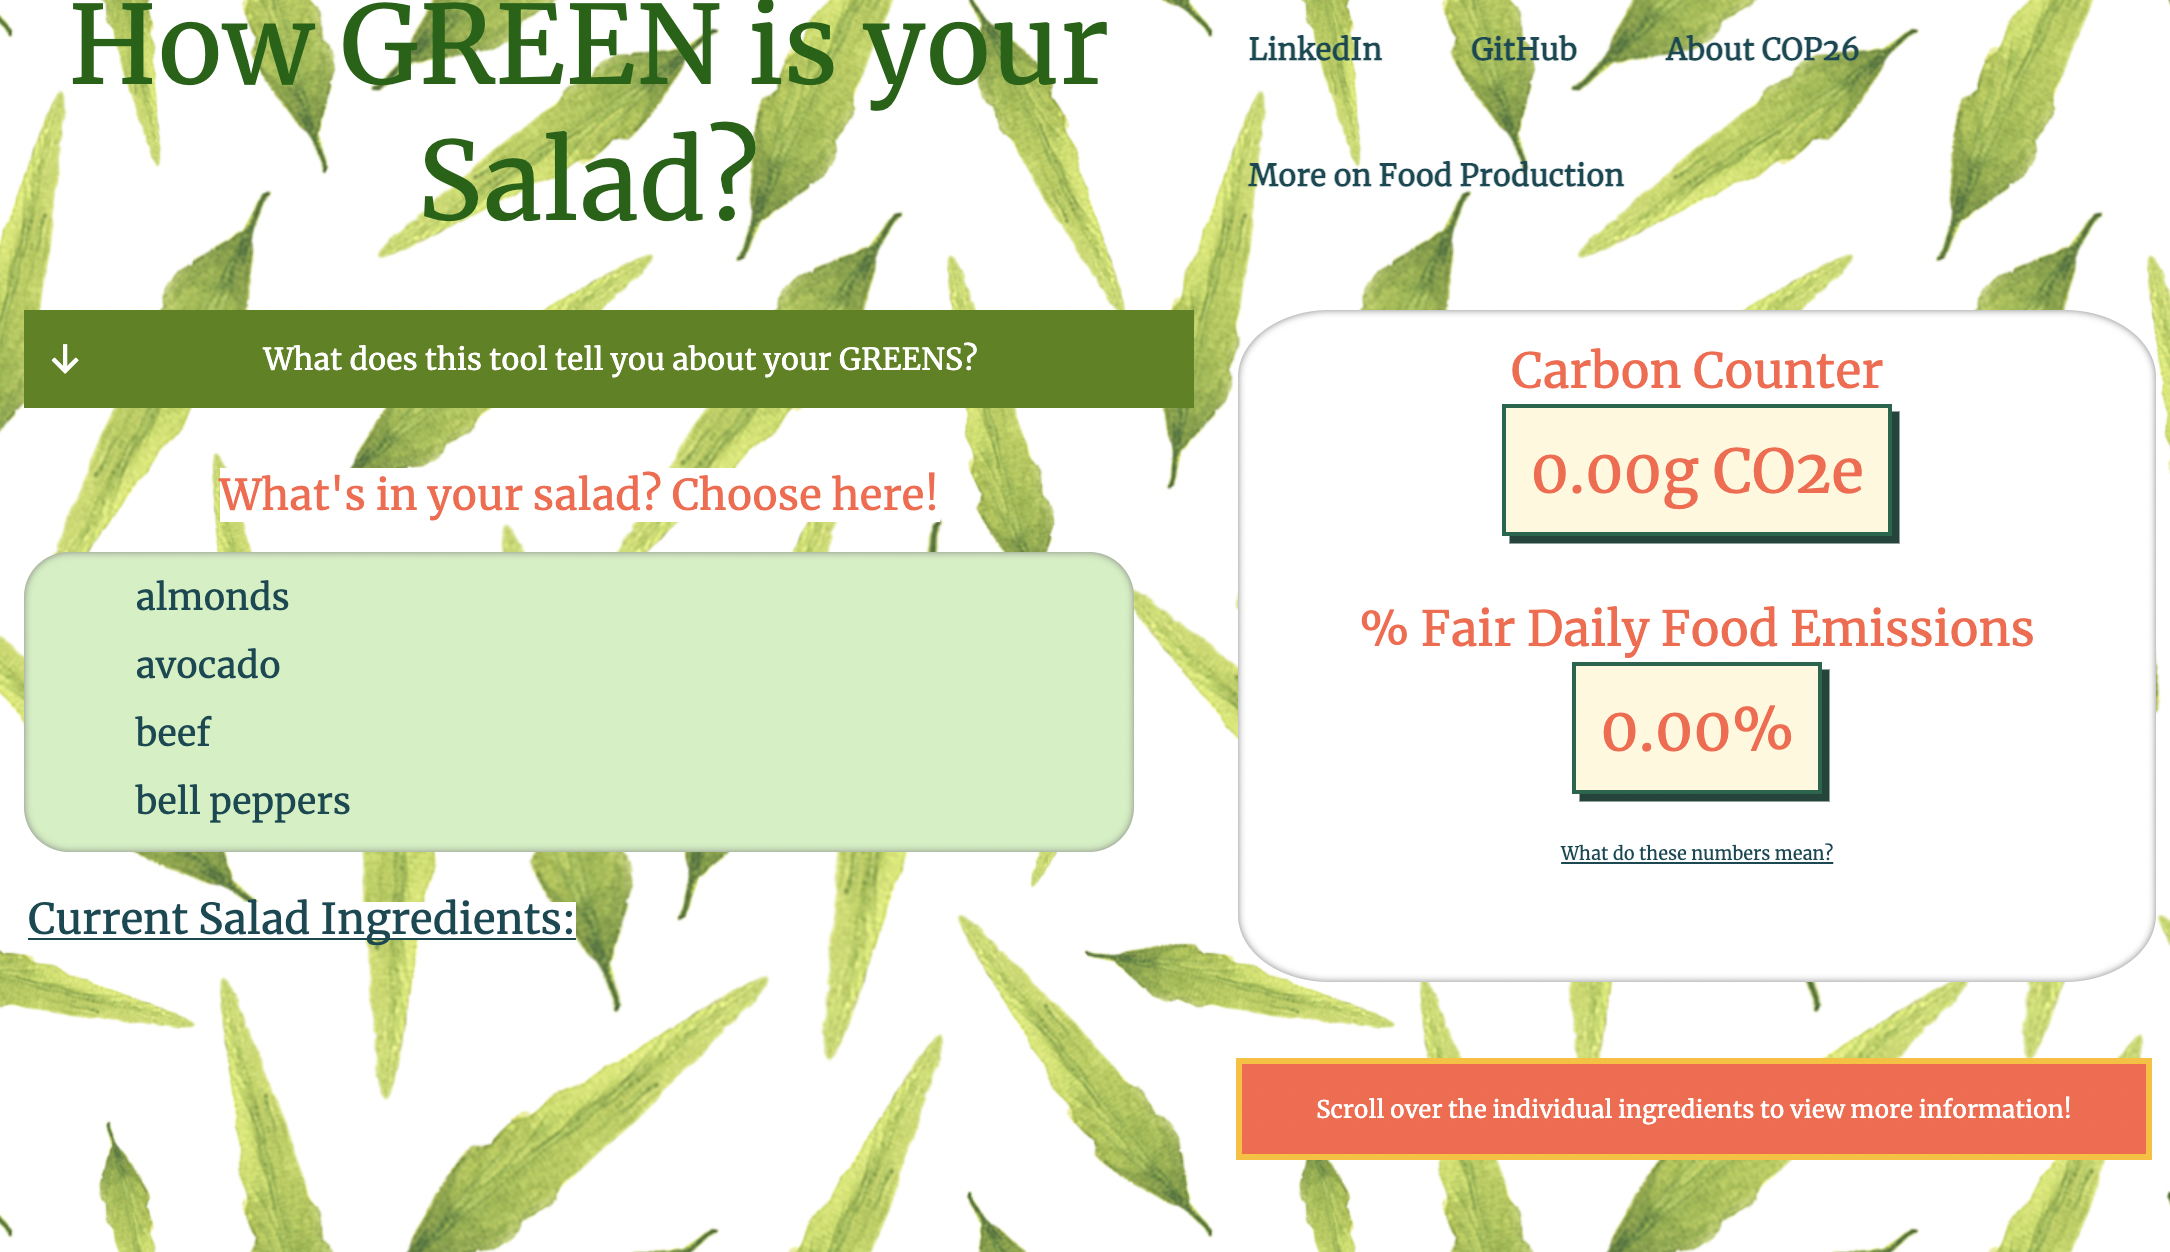 How GREEN is your
Salad?
LinkedIn GitHub About COP26
More on Food Production
What does this tool tell you about your GREENS?
What's in your salad? Choose here!
almonds
avocado
beef
bell peppers
Current Salad Ingredients:
Carbon Counter
0.00g CO2e
% Fair Daily Food Emissions
0.00%
What do these numbers mean?
Scroll over the individual ingredients to view more information!